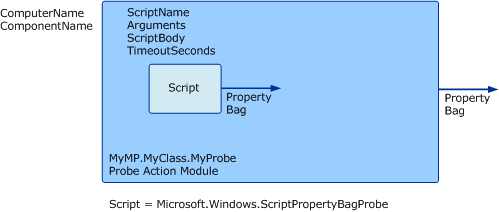 ComputerName
ComponentName
ScriptName
Arguments
ScriptBody
TimeoutSeconds
Script
Property
Bag
Property
Bag
MyMP.MyClass.MyProbe
Probe Action Module
Script = Microsoft.Windows.ScriptPropertyBagProbe